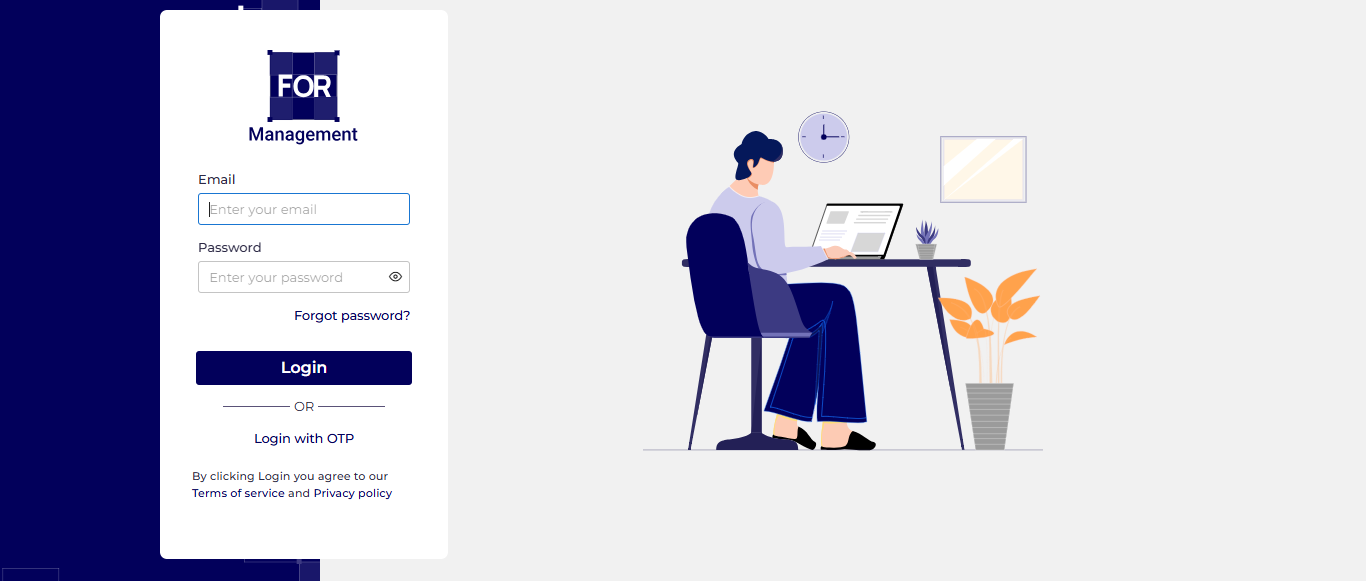 FOR
Management
Email
Enter your email
Password
Enter your password
Forgot password?
Login
OR
Login with OTP
By clicking Login you agree to our
Terms of service and Privacy policy